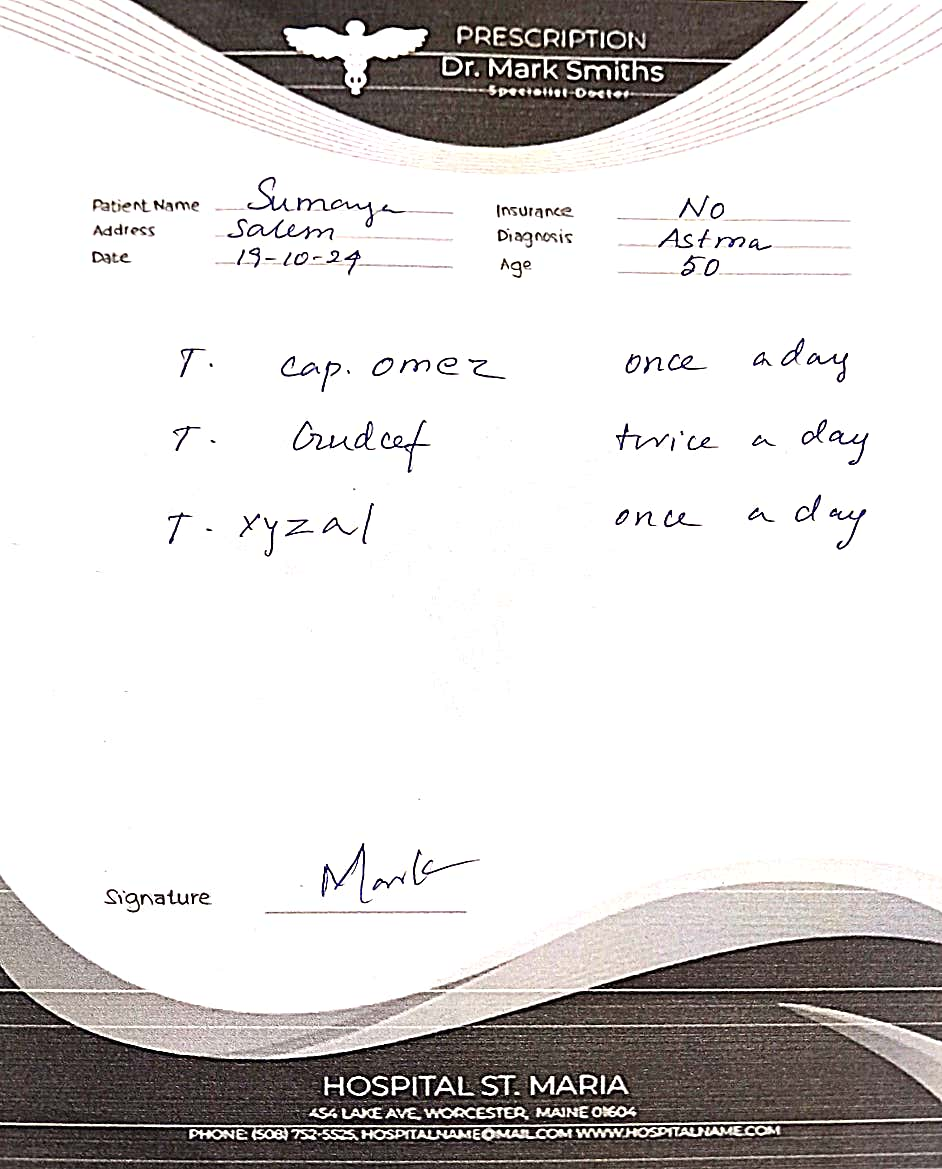 PRESCRIPTION
Dr. Mark Smiths
Specialist Doctor
Patient Name Sumaya
Address Salem
Date 19-10-24
Insurance No
Diagnosis Astma
Age 50
T. cap. omez once a day
T. twice a day
T. xyzal once a day
Signature Mark
HOSPITAL ST. MARIA
454 LAKE AVE, WORCESTER, MAINE 01604
PHONE: (508) 752-5525, HOSPITALNAME@MAIL.COM WWW.HOSPITALNAME.COM